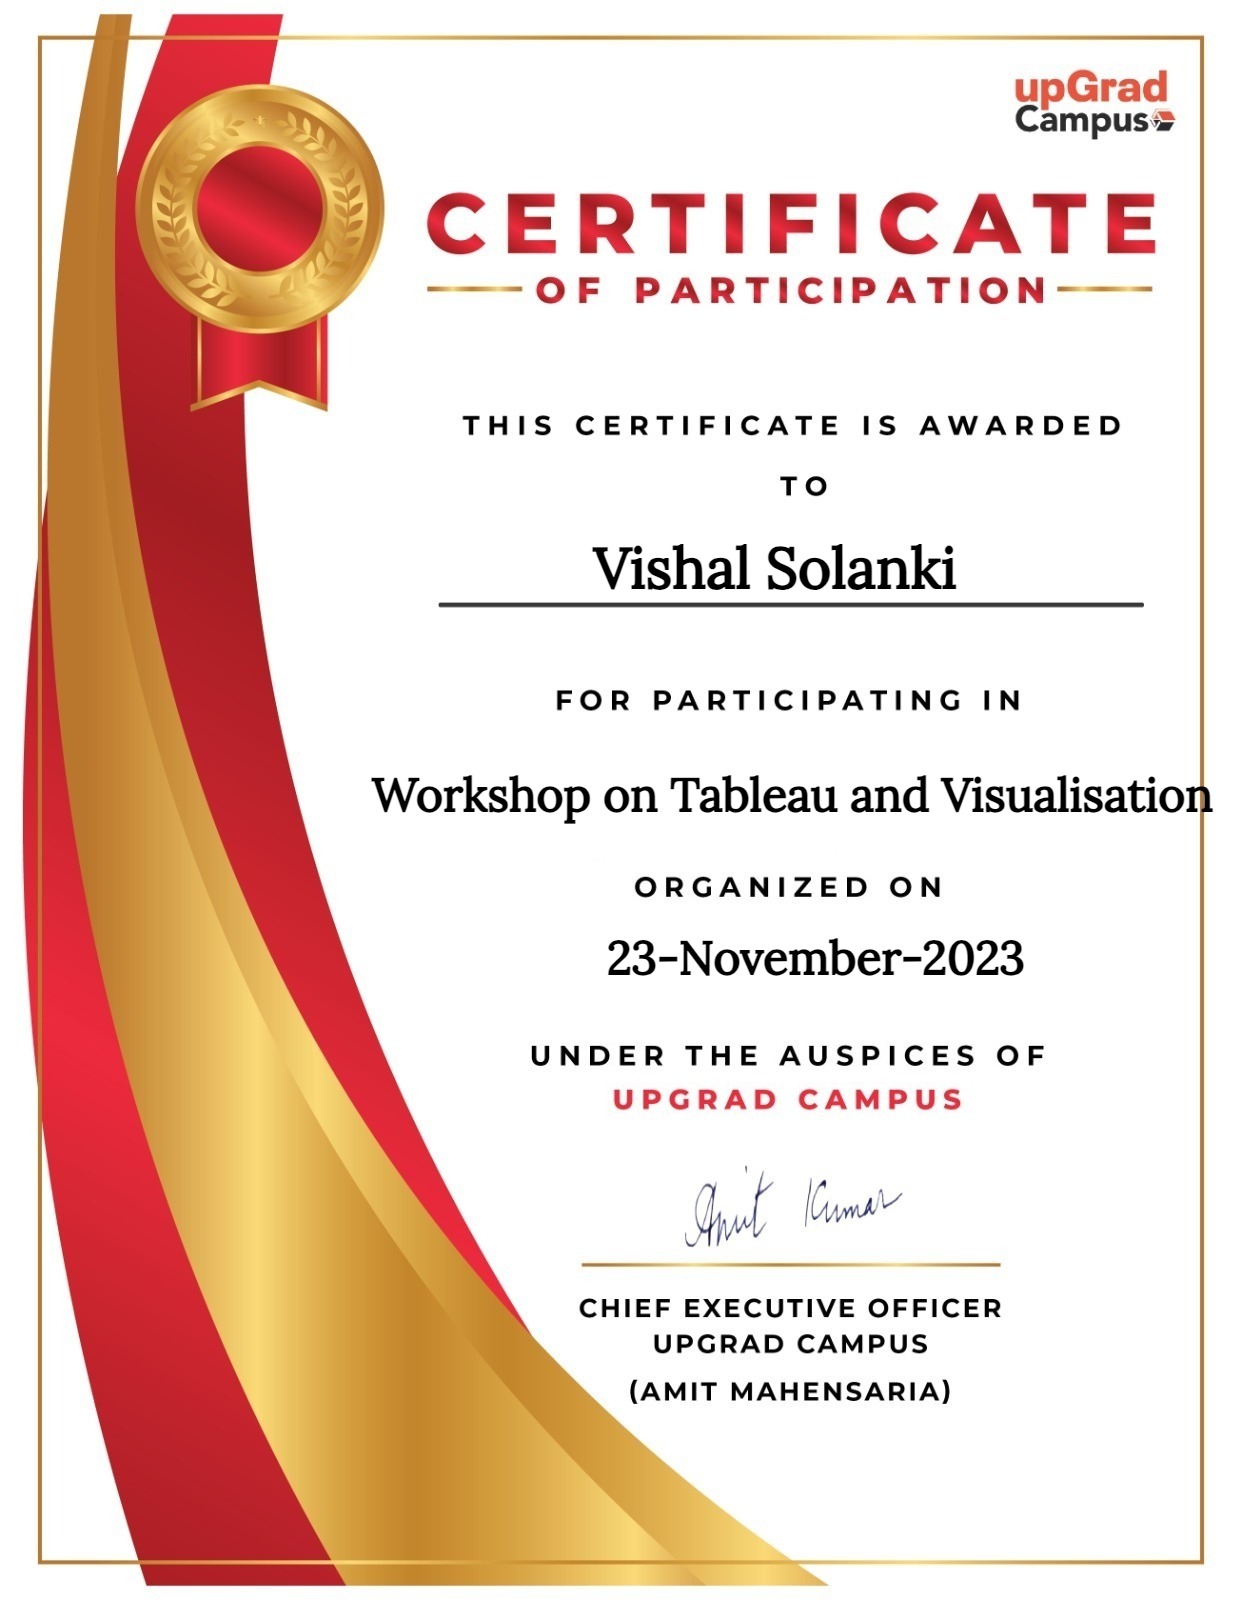 upGrad
Campus
CERTIFICATE
OF PARTICIPATION
THIS CERTIFICATE IS AWARDED
TO
Vishal Solanki
FOR PARTICIPATING IN
Workshop on Tableau and Visualisation
ORGANIZED ON
23-November-2023
UNDER THE AUSPICES OF
UPGRAD CAMPUS
Amit Kumar
CHIEF EXECUTIVE OFFICER
UPGRAD CAMPUS
(AMIT MAHENSARIA)